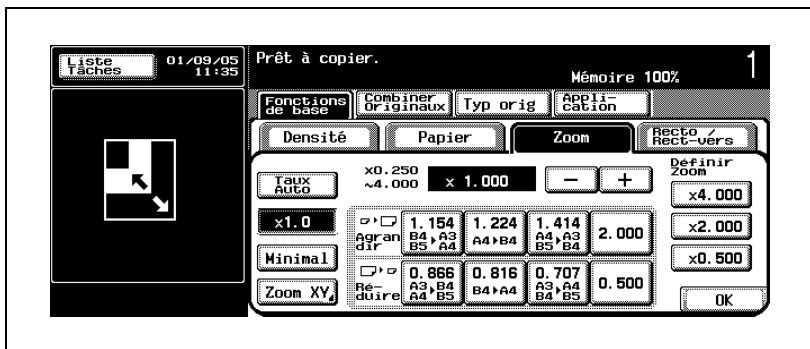 Liste
Tâches
01/09/05
11:35
Prêt à copier.
Mémoire 100%
1
Fonctions
de base
Combiner
Originaux
Typ orig
Appli-
cation
Densité
Papier
Zoom
Recto /
Rect-vers
Taux
Auto
x0.250
~4.000
x 1.000
− +
Définir
Zoom
x4.000
x1.0
Agran
dir
1.154
B4▸A3
B5▸A4
1.224
A4▸B4
1.414
A4▸A3
B5▸B4
2.000
x2.000
Minimal
x0.500
Zoom XY
Ré-
duire
0.866
A3▸B4
A4▸B5
0.816
B4▸A4
0.707
A3▸A4
B4▸B5
0.500
OK